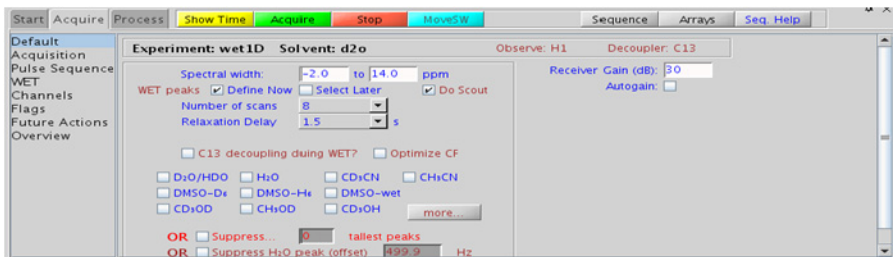 Start Acquire Process Show Time Acquire Stop MoveSW Sequence Arrays Seq. Help
Default
Acquisition
Pulse Sequence
WET
Channels
Flags
Future Actions
Overview
Experiment: wet1D Solvent: d2o Observe: H1 Decoupler: C13
Spectral width: -2.0 to 14.0 ppm
WET peaks Define Now Select Later Do Scout
Number of scans 8
Relaxation Delay 1.5 s
C13 decoupling duing WET? Optimize CF
D2O/HDO H2O CD3CN CH3CN
DMSO-D6 DMSO-H6 DMSO-wet
CD3OD CH3OD CD3OH more...
OR Suppress... 0 tallest peaks
OR Suppress H2O peak (offset) 499.9 Hz
Receiver Gain (dB): 30
Autogain: